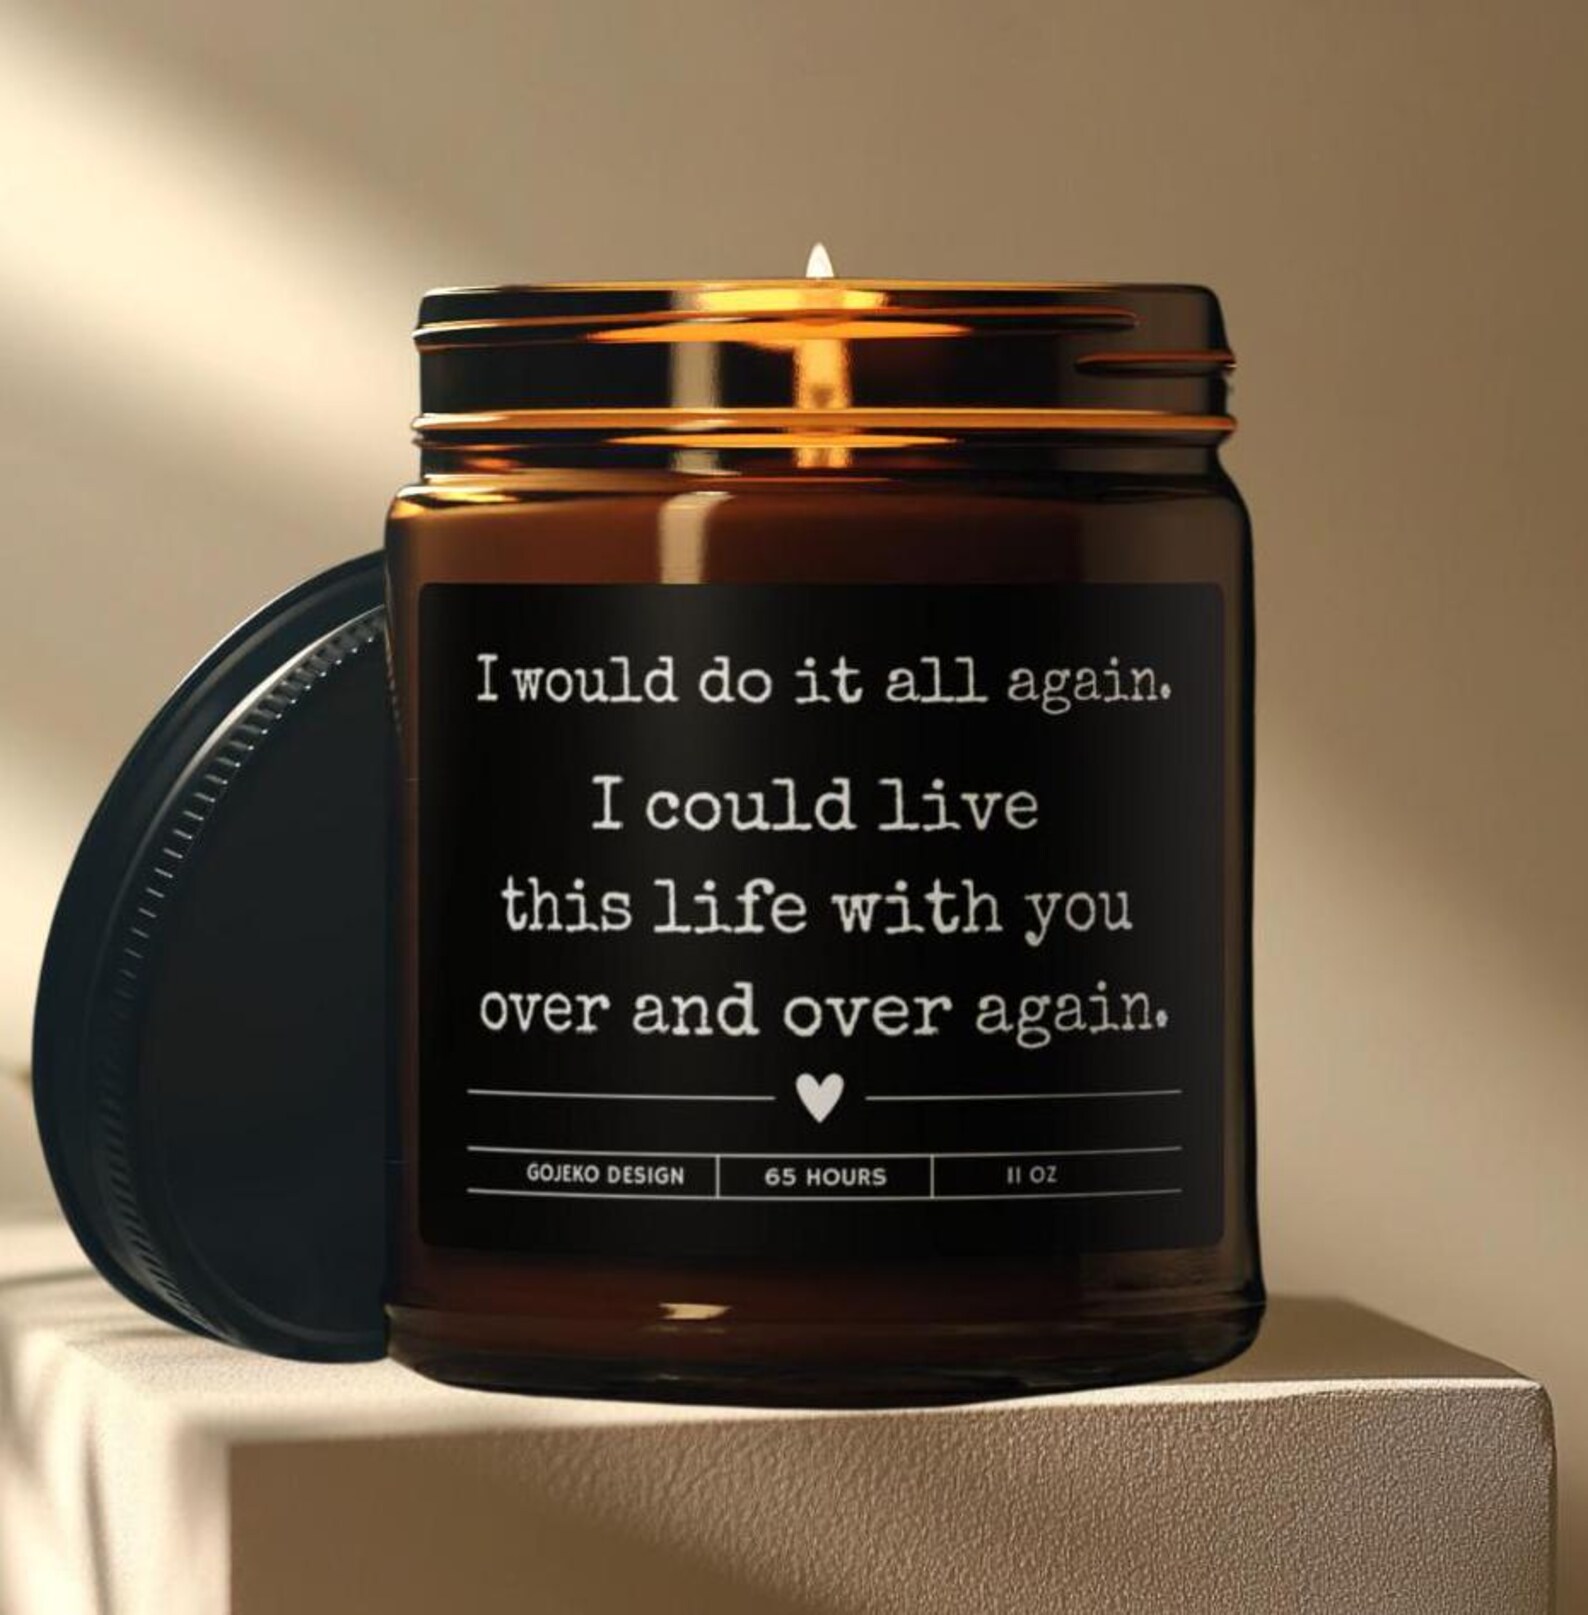 I would do it all again.
I could live
this life with you
over and over again.
GOJEKO DESIGN
65 HOURS
11 OZ